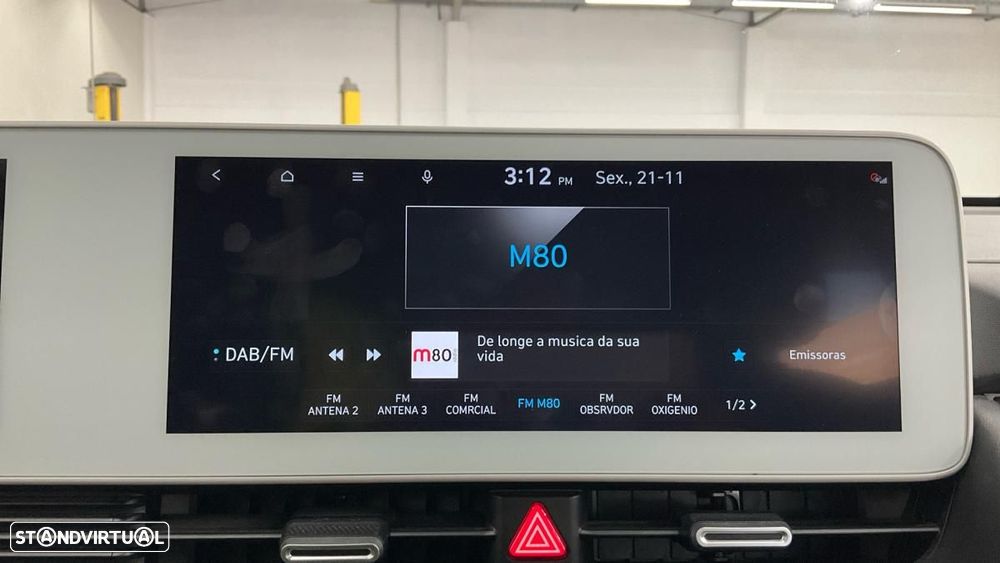 3:12 PM Sex., 21-11
M80
DAB/FM
m80
De longe a musica da sua
vida
Emissoras
FM
ANTENA 2
FM
ANTENA 3
FM
COMRCIAL
FM M80
FM
OBSRVDOR
FM
OXIGENIO
1/2
STANDVIRTUAL